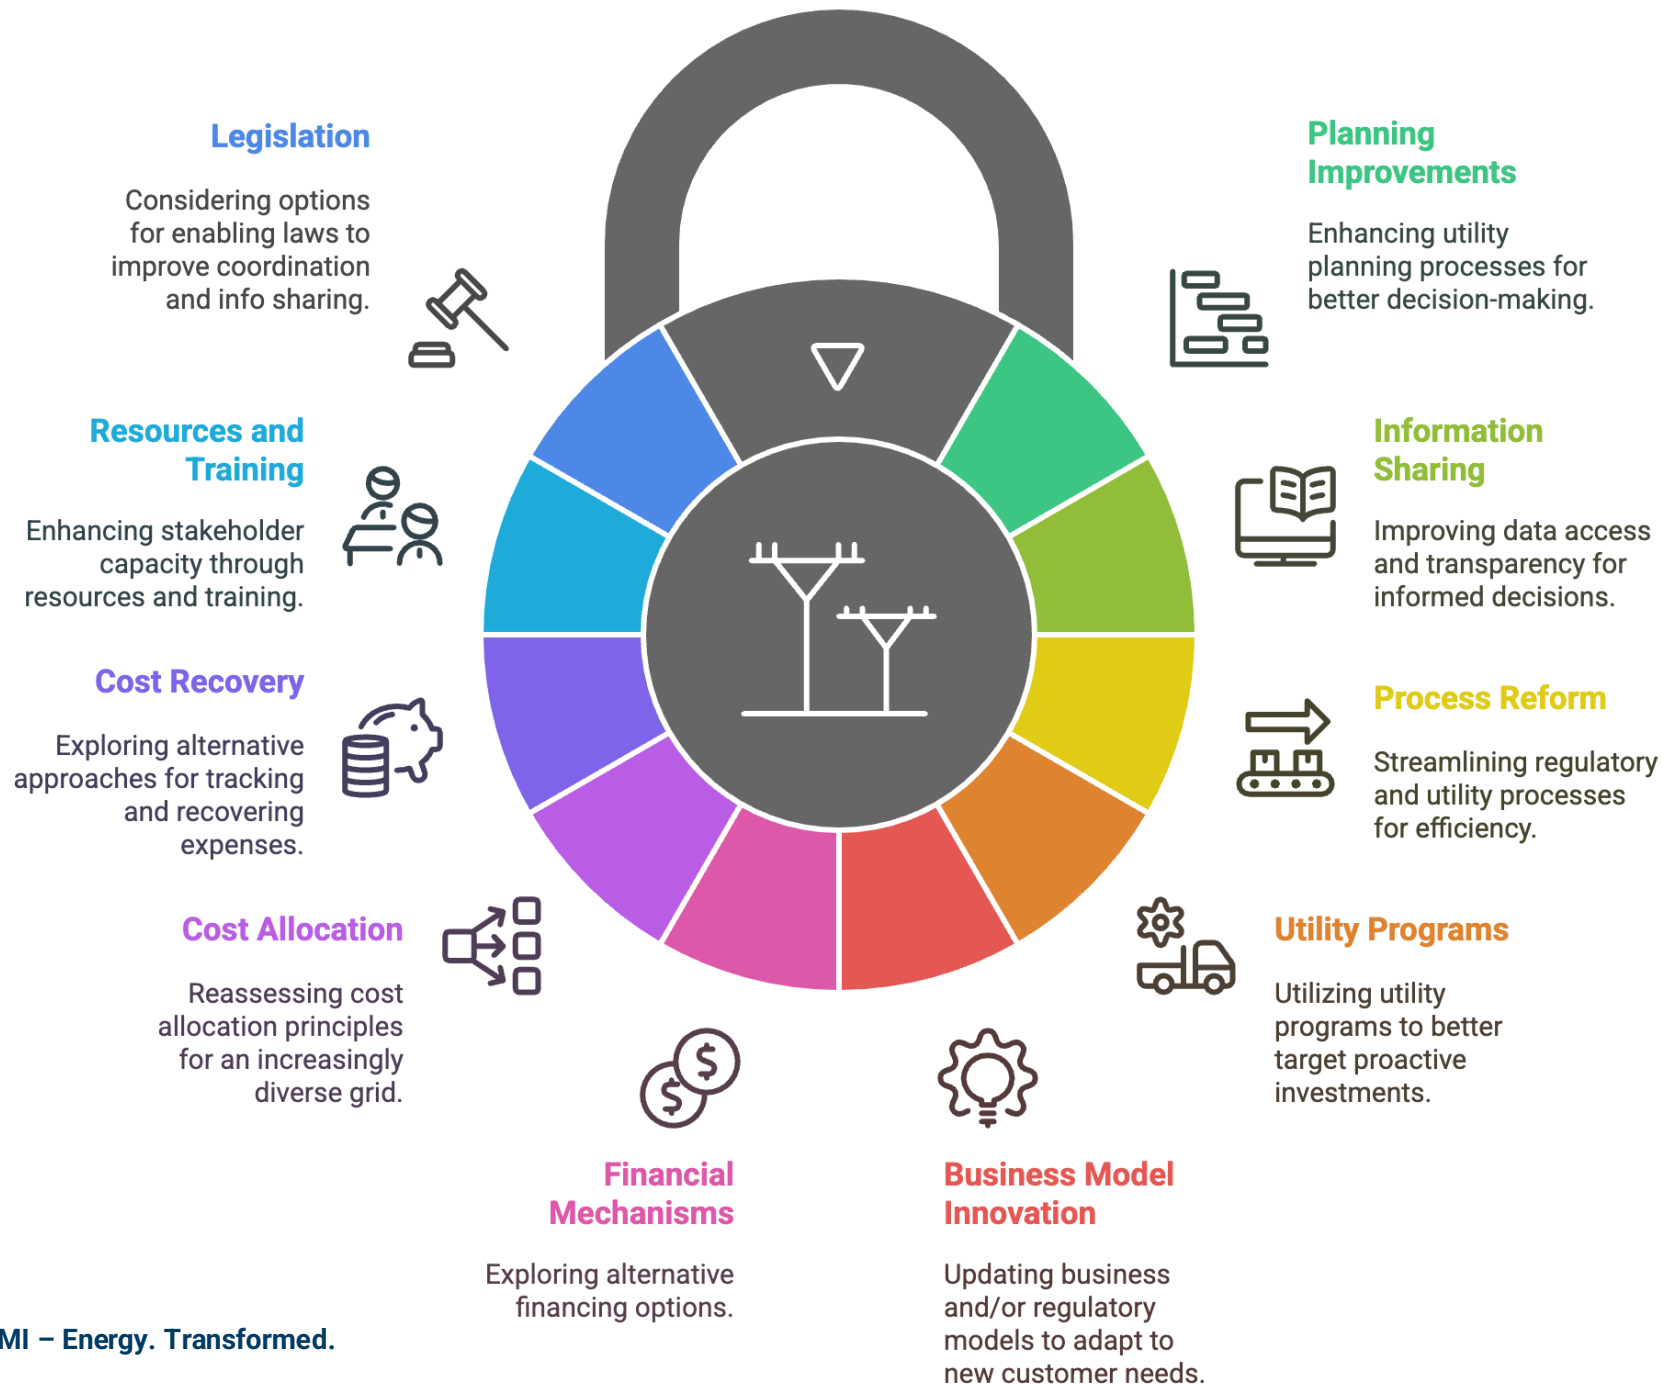 Legislation
Considering options
for enabling laws to
improve coordination
and info sharing.
Resources and
Training
Enhancing stakeholder
capacity through
resources and training.
Cost Recovery
Exploring alternative
approaches for tracking
and recovering
expenses.
Cost Allocation
Reassessing cost
allocation principles
for an increasingly
diverse grid.
$
$
Financial
Mechanisms
Exploring alternative
financing options.
Planning
Improvements
Enhancing utility
planning processes for
better decision-making.
Information
Sharing
Improving data access
and transparency for
informed decisions.
Process Reform
Streamlining regulatory
and utility processes
for efficiency.
Utility Programs
Utilizing utility
programs to better
target proactive
investments.
Business Model
Innovation
Updating business
and/or regulatory
models to adapt to
new customer needs.
MI – Energy. Transformed.